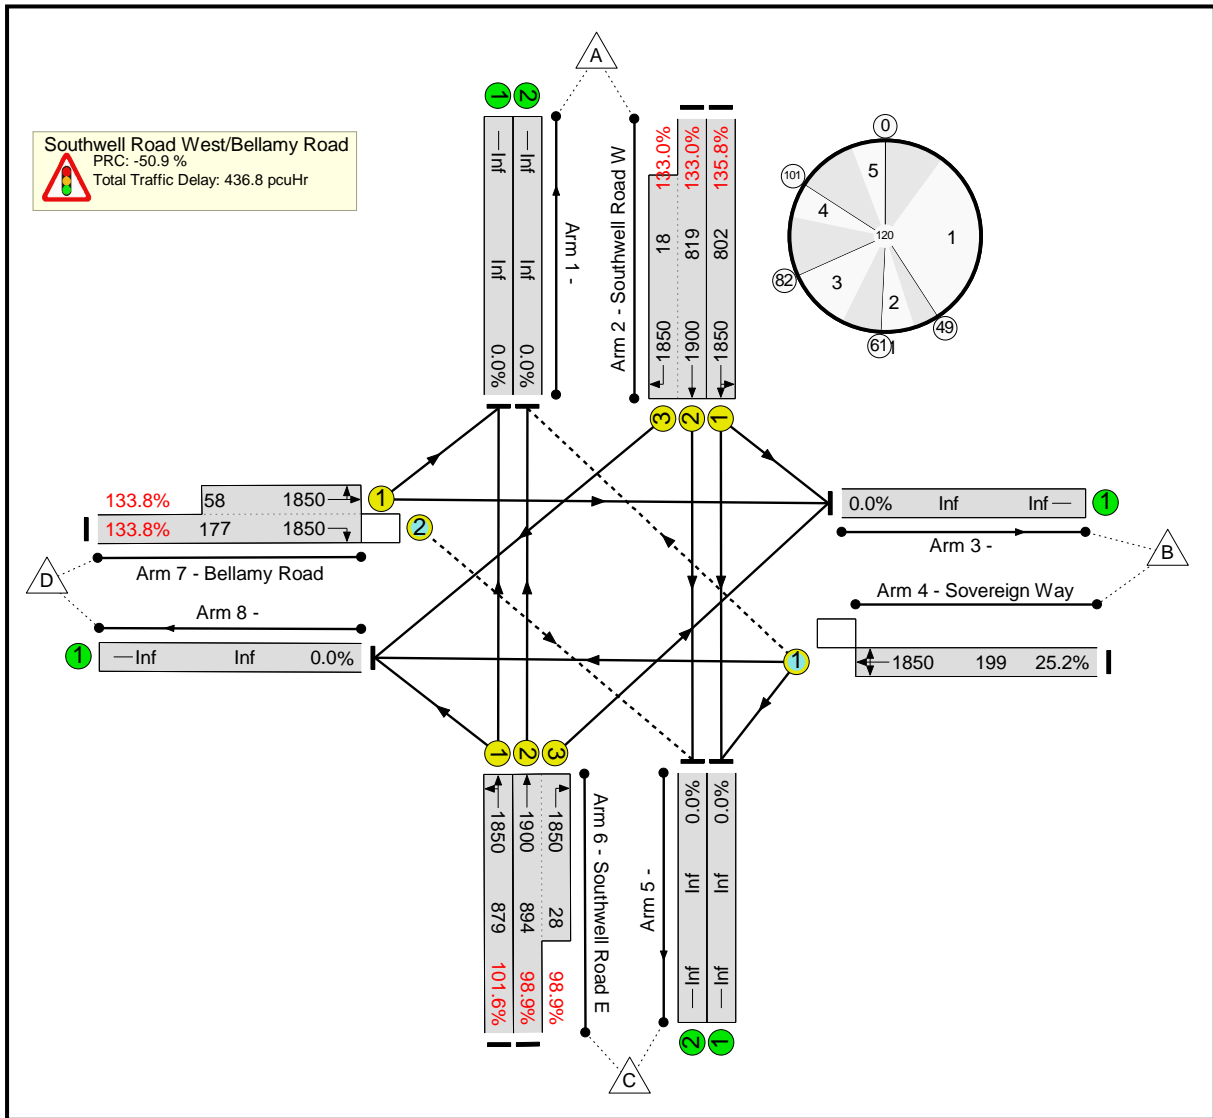 Southwell Road West/Bellamy Road
PRC: -50.9 %
Total Traffic Delay: 436.8 pcuHr
A
1
2
Inf
Inf
0.0%
Inf
Inf
0.0%
Arm 1 -
Arm 2 - Southwell Road W
133.0%
18
1850
133.0%
819
1900
135.8%
802
1850
3
2
1
0
5
101
4
120
1
3
2
82
49
61
133.8%
58
1850
1
133.8%
177
1850
2
Arm 7 - Bellamy Road
D
Arm 8 -
1
Inf
Inf
0.0%
0.0%
Inf
Inf
1
Arm 3 -
B
Arm 4 - Sovereign Way
1
1850
199
25.2%
1
2
3
1850
879
101.6%
1900
894
98.9%
1850
28
98.9%
Arm 6 - Southwell Road E
Arm 5 -
0.0%
Inf
Inf
0.0%
Inf
Inf
2
1
C